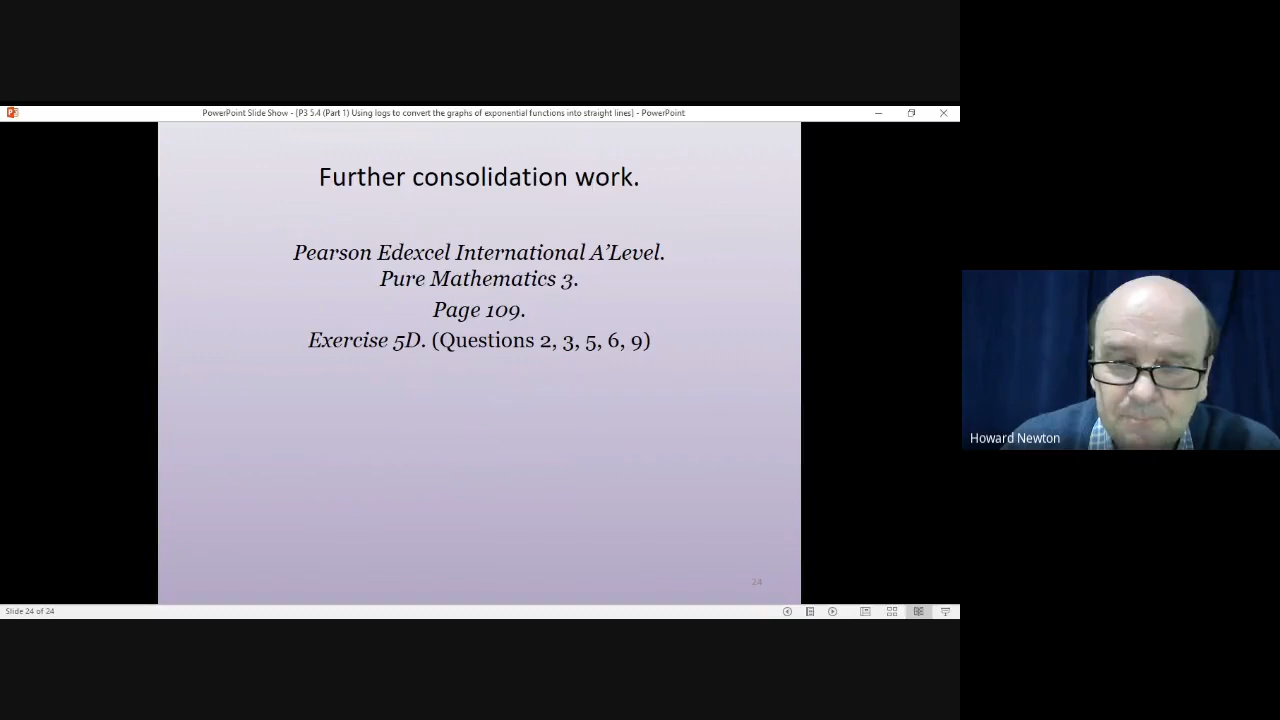 PowerPoint Slide Show - [P3 5.4 (Part 1) Using logs to convert the graphs of exponential functions into straight lines] - PowerPoint
Further consolidation work.
Pearson Edexcel International A’Level.
Pure Mathematics 3.
Page 109.
Exercise 5D. (Questions 2, 3, 5, 6, 9)
Howard Newton
24
Slide 24 of 24